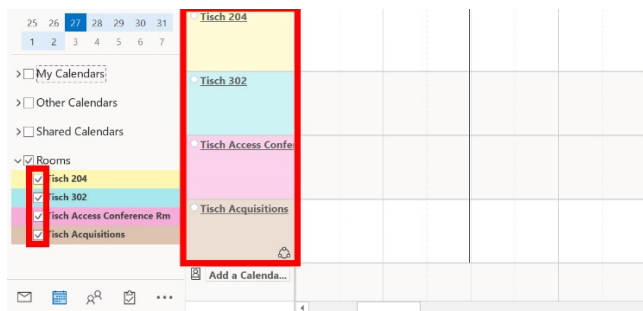 25 26 27 28 29 30 31
1 2 3 4 5 6 7
My Calendars
Other Calendars
Shared Calendars
Rooms
Tisch 204
Tisch 302
Tisch Access Conference Rm
Tisch Acquisitions
Tisch 204
Tisch 302
Tisch Access Confe
Tisch Acquisitions
Add a Calenda...